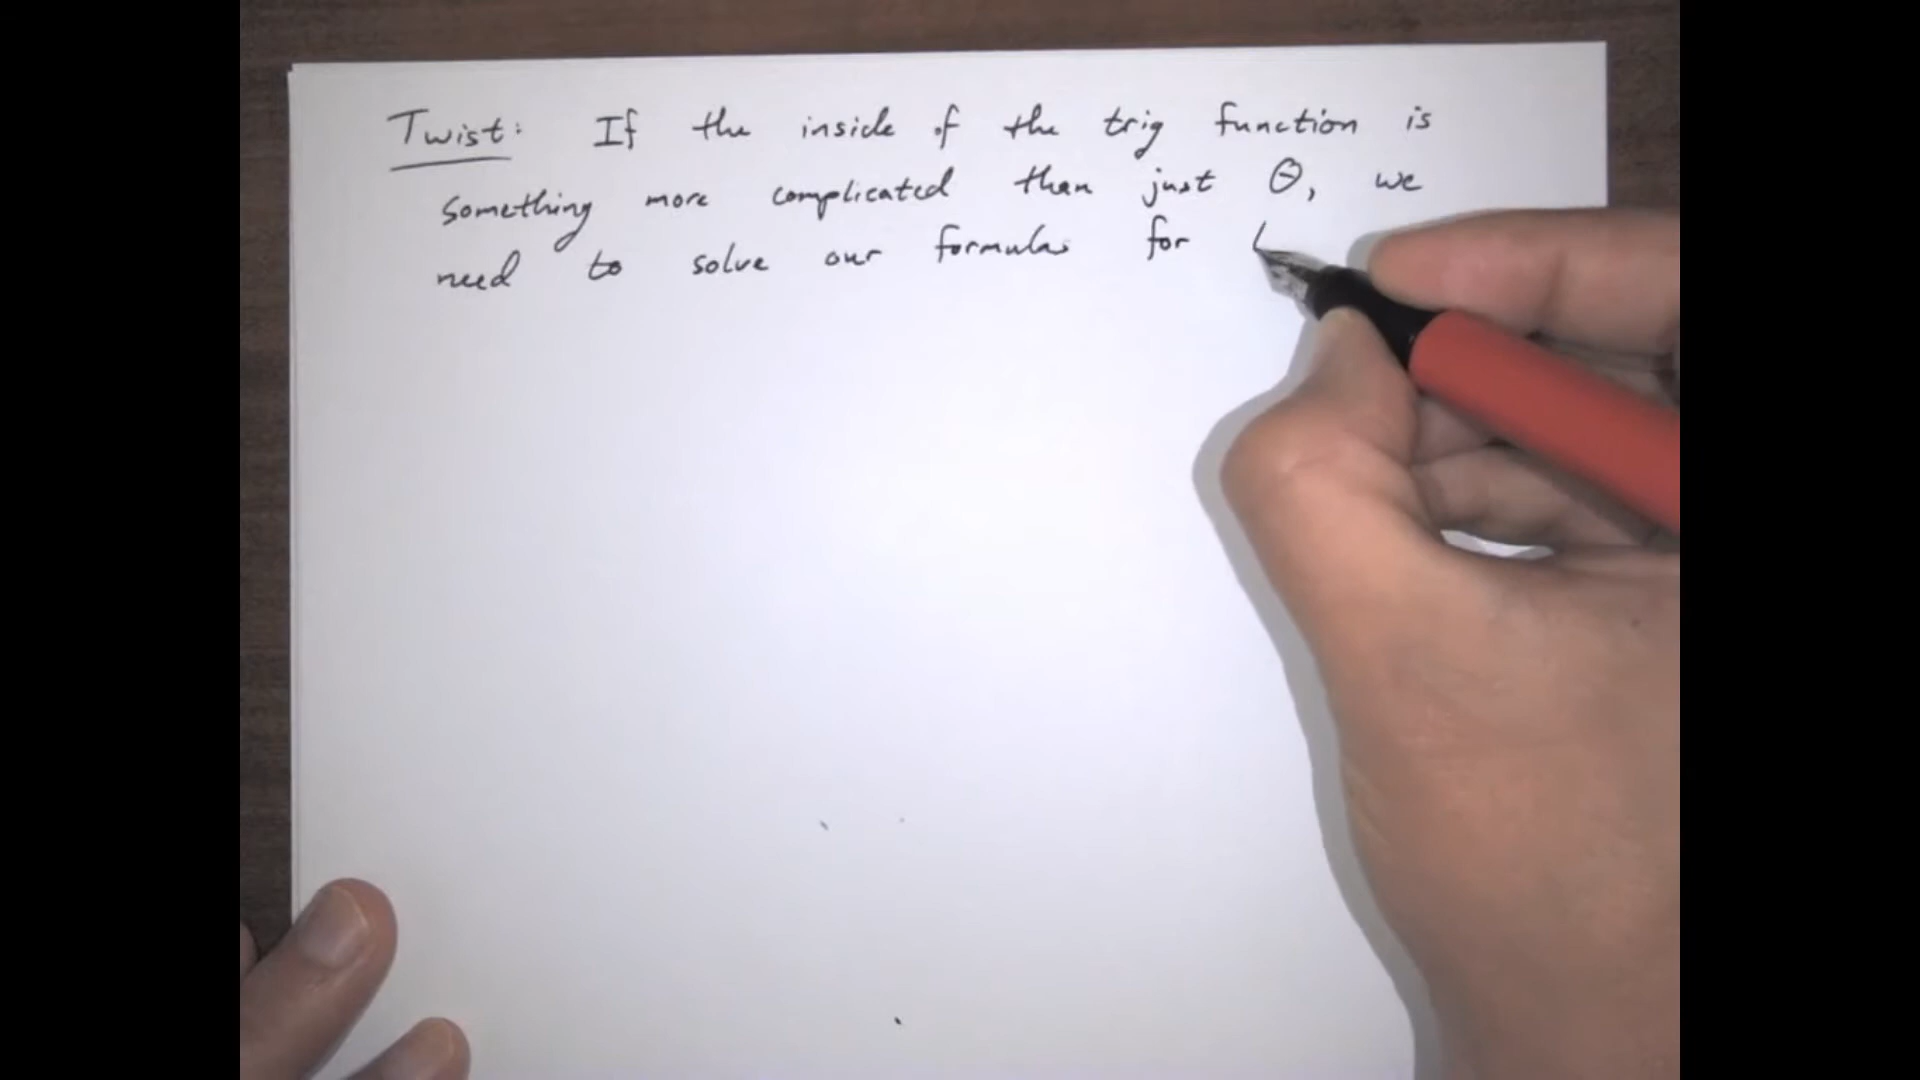 Twist: If the inside of the trig function is
something more complicated than just θ, we
need to solve our formulas for